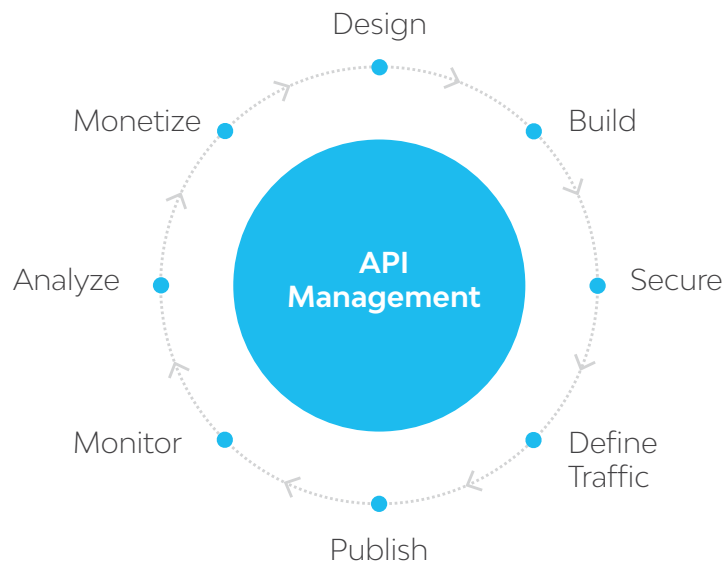 Design
Build
Secure
Define
Traffic
Publish
Monitor
Analyze
Monetize
API
Management